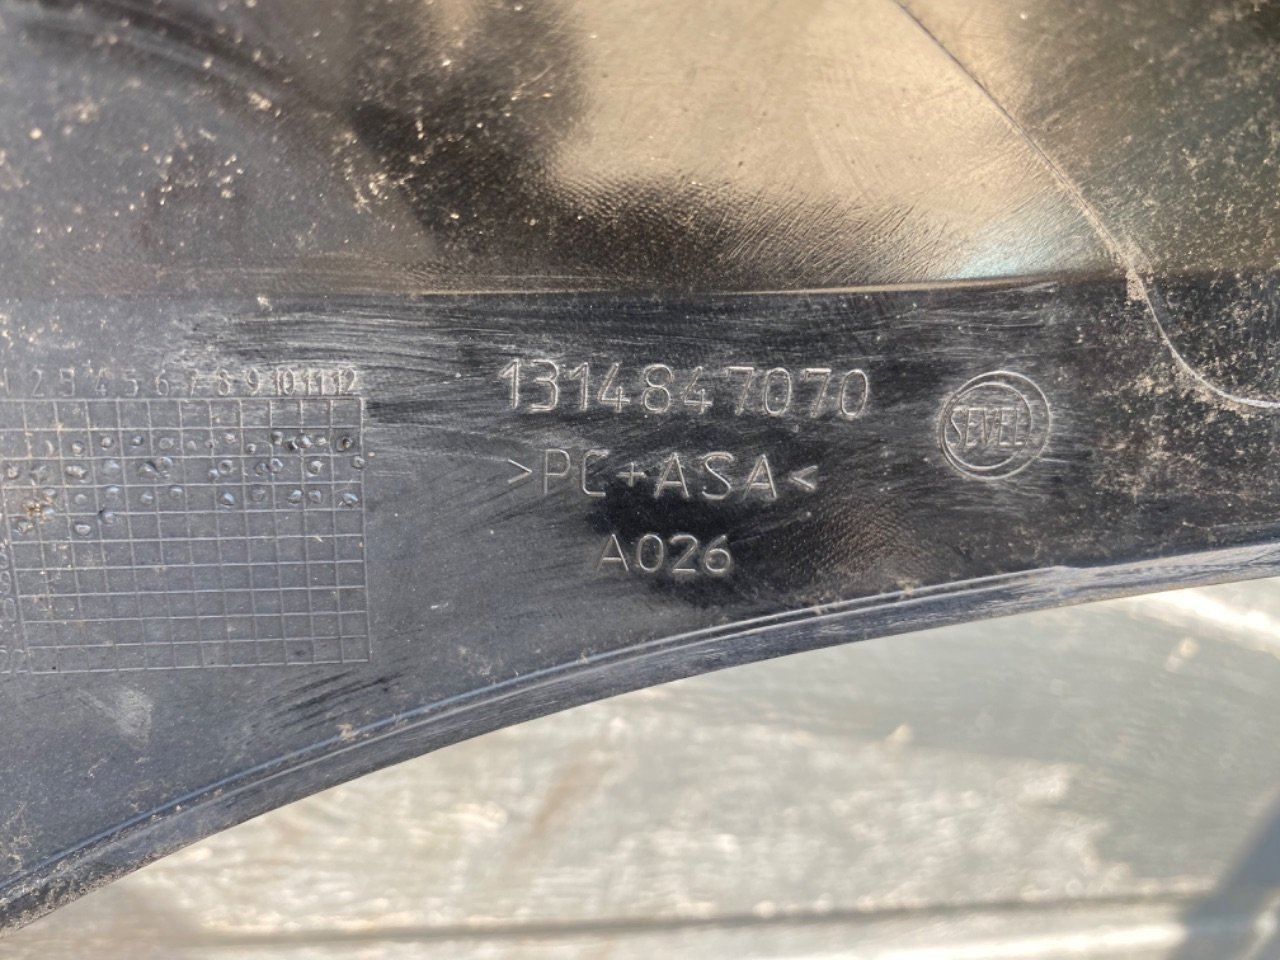 1 2 3 4 5 6 7 8 9 10 11 12
1314847070
SEVEL
>PC+ASA<
A026